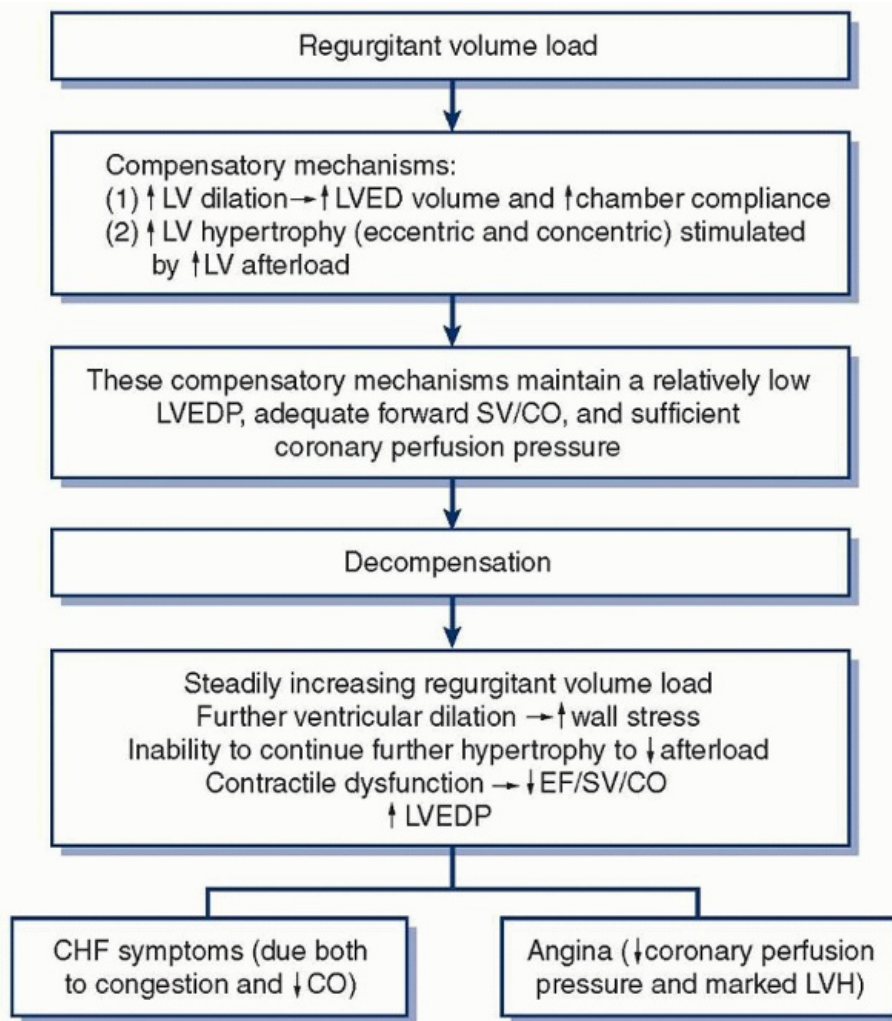 Regurgitant volume load
Compensatory mechanisms:
(1) ↑ LV dilation → ↑ LVED volume and ↑ chamber compliance
(2) ↑ LV hypertrophy (eccentric and concentric) stimulated
by ↑ LV afterload
These compensatory mechanisms maintain a relatively low
LVEDP, adequate forward SV/CO, and sufficient
coronary perfusion pressure
Decompensation
Steadily increasing regurgitant volume load
Further ventricular dilation → ↑ wall stress
Inability to continue further hypertrophy to ↓ afterload
Contractile dysfunction → ↓ EF/SV/CO
↑ LVEDP
CHF symptoms (due both
to congestion and ↓ CO)
Angina (↓ coronary perfusion
pressure and marked LVH)